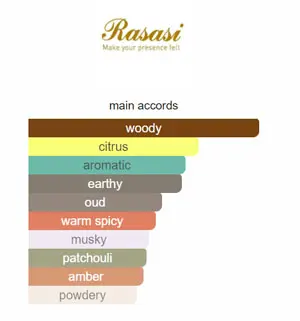 Rasasi
Make your presence felt
main accords
woody
citrus
aromatic
earthy
oud
warm spicy
musky
patchouli
amber
powdery